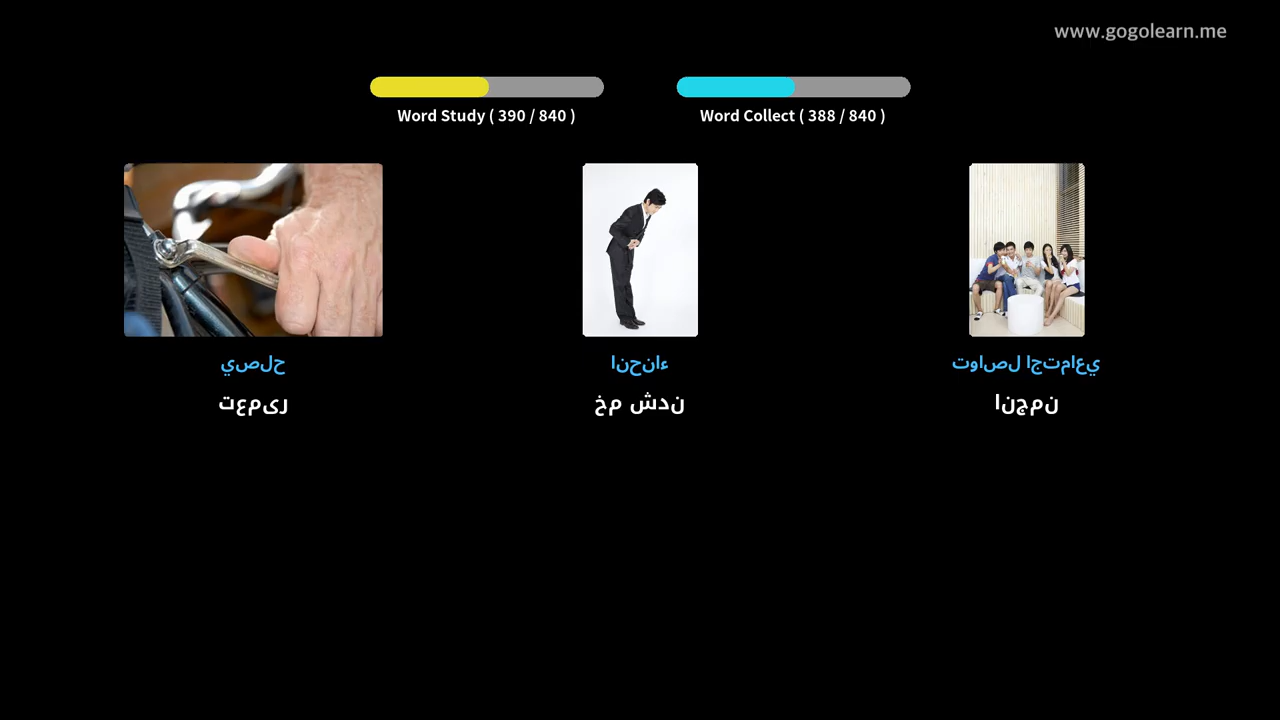 www.gogolearn.me
Word Study ( 390 / 840 )
Word Collect ( 388 / 840 )
يصلح
انحناء
تواصل اجتماعي
تعمیر
خم شدن
انجمن